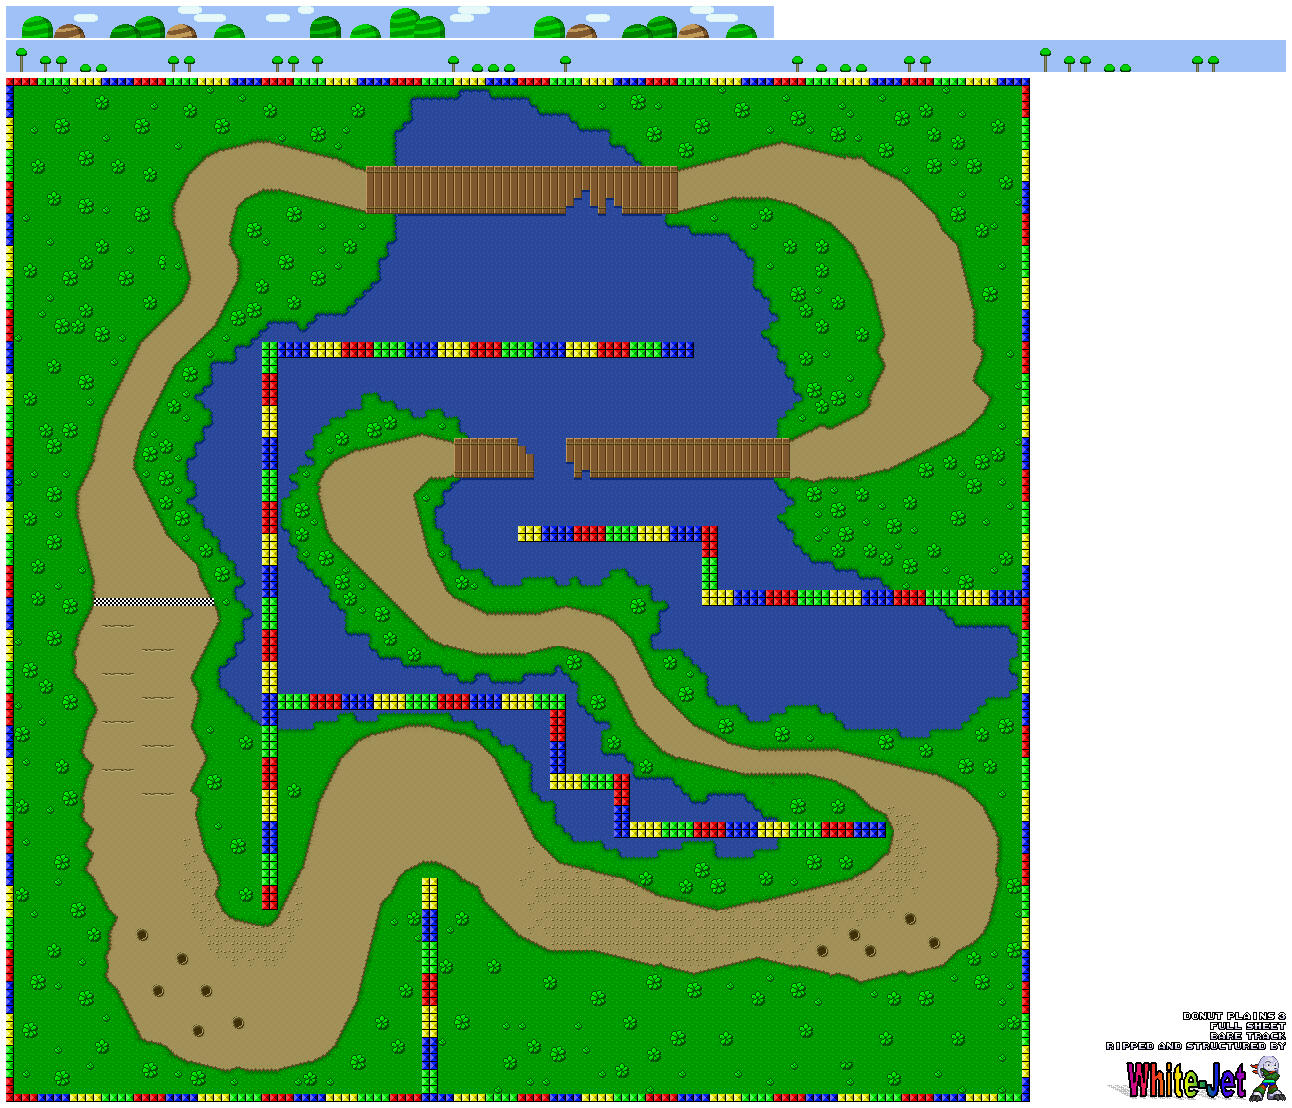 DONUT PLAINS 3
FULL SHEET
BARE TRACK
RIPPED AND STRUCTURED BY
White-Jet